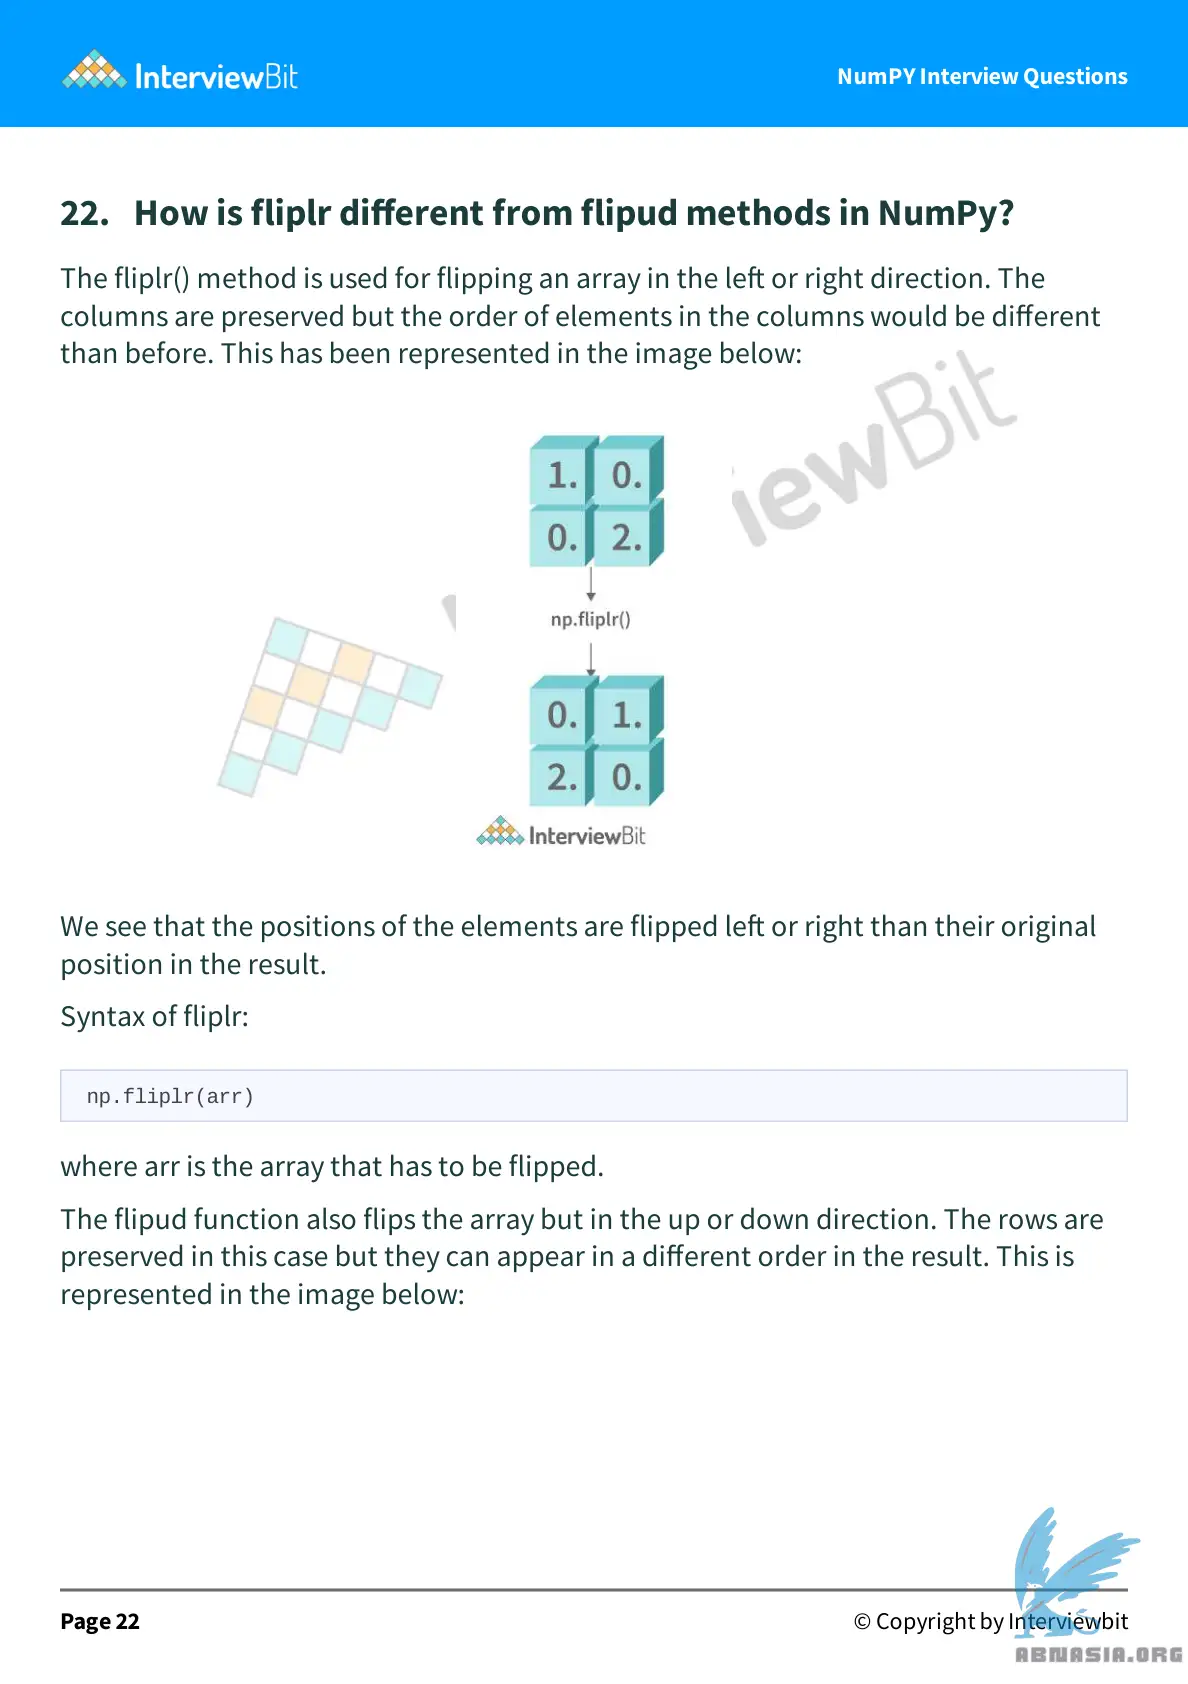 InterviewBit
NumPY Interview Questions
22. How is fliplr different from flipud methods in NumPy?
The fliplr() method is used for flipping an array in the left or right direction. The
columns are preserved but the order of elements in the columns would be different
than before. This has been represented in the image below:
iewBit
1. 0.
0. 2.
np.fliplr()
0. 1.
2. 0.
InterviewBit
We see that the positions of the elements are flipped left or right than their original
position in the result.
Syntax of fliplr:
np.fliplr(arr)
where arr is the array that has to be flipped.
The flipud function also flips the array but in the up or down direction. The rows are
preserved in this case but they can appear in a different order in the result. This is
represented in the image below:
Page 22
© Copyright by Interviewbit
ABNASIA.ORG